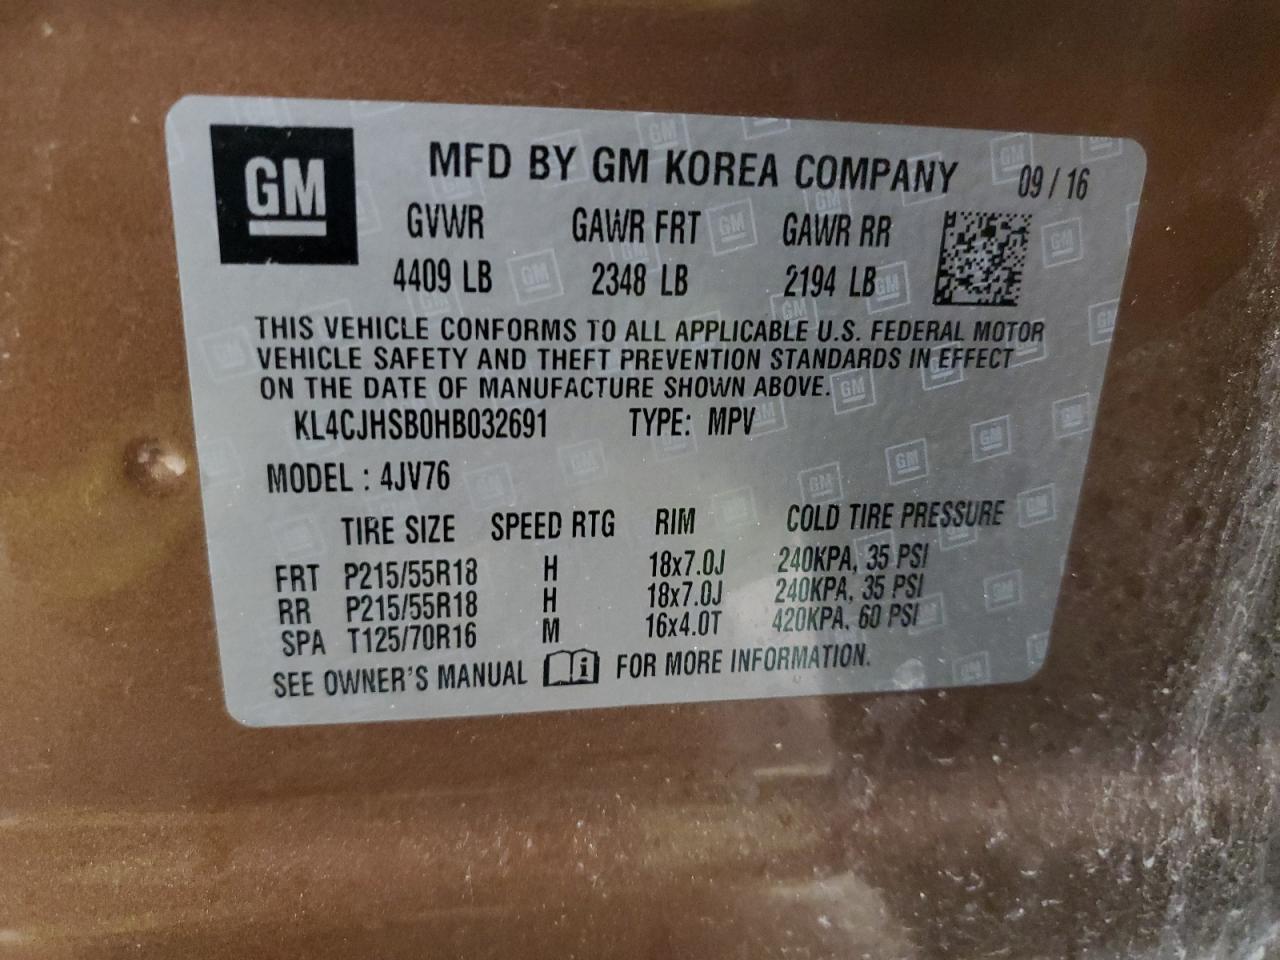 GM
MFD BY GM KOREA COMPANY 09 / 16
GVWR GAWR FRT GAWR RR
4409 LB 2348 LB 2194 LB
THIS VEHICLE CONFORMS TO ALL APPLICABLE U.S. FEDERAL MOTOR
VEHICLE SAFETY AND THEFT PREVENTION STANDARDS IN EFFECT
ON THE DATE OF MANUFACTURE SHOWN ABOVE.
KL4CJHSB0HB032691 TYPE: MPV
MODEL : 4JV76
TIRE SIZE SPEED RTG RIM COLD TIRE PRESSURE
FRT P215/55R18 H 18x7.0J 240KPA, 35 PSI
RR P215/55R18 H 18x7.0J 240KPA, 35 PSI
SPA T125/70R16 M 16x4.0T 420KPA, 60 PSI
SEE OWNER'S MANUAL i FOR MORE INFORMATION.